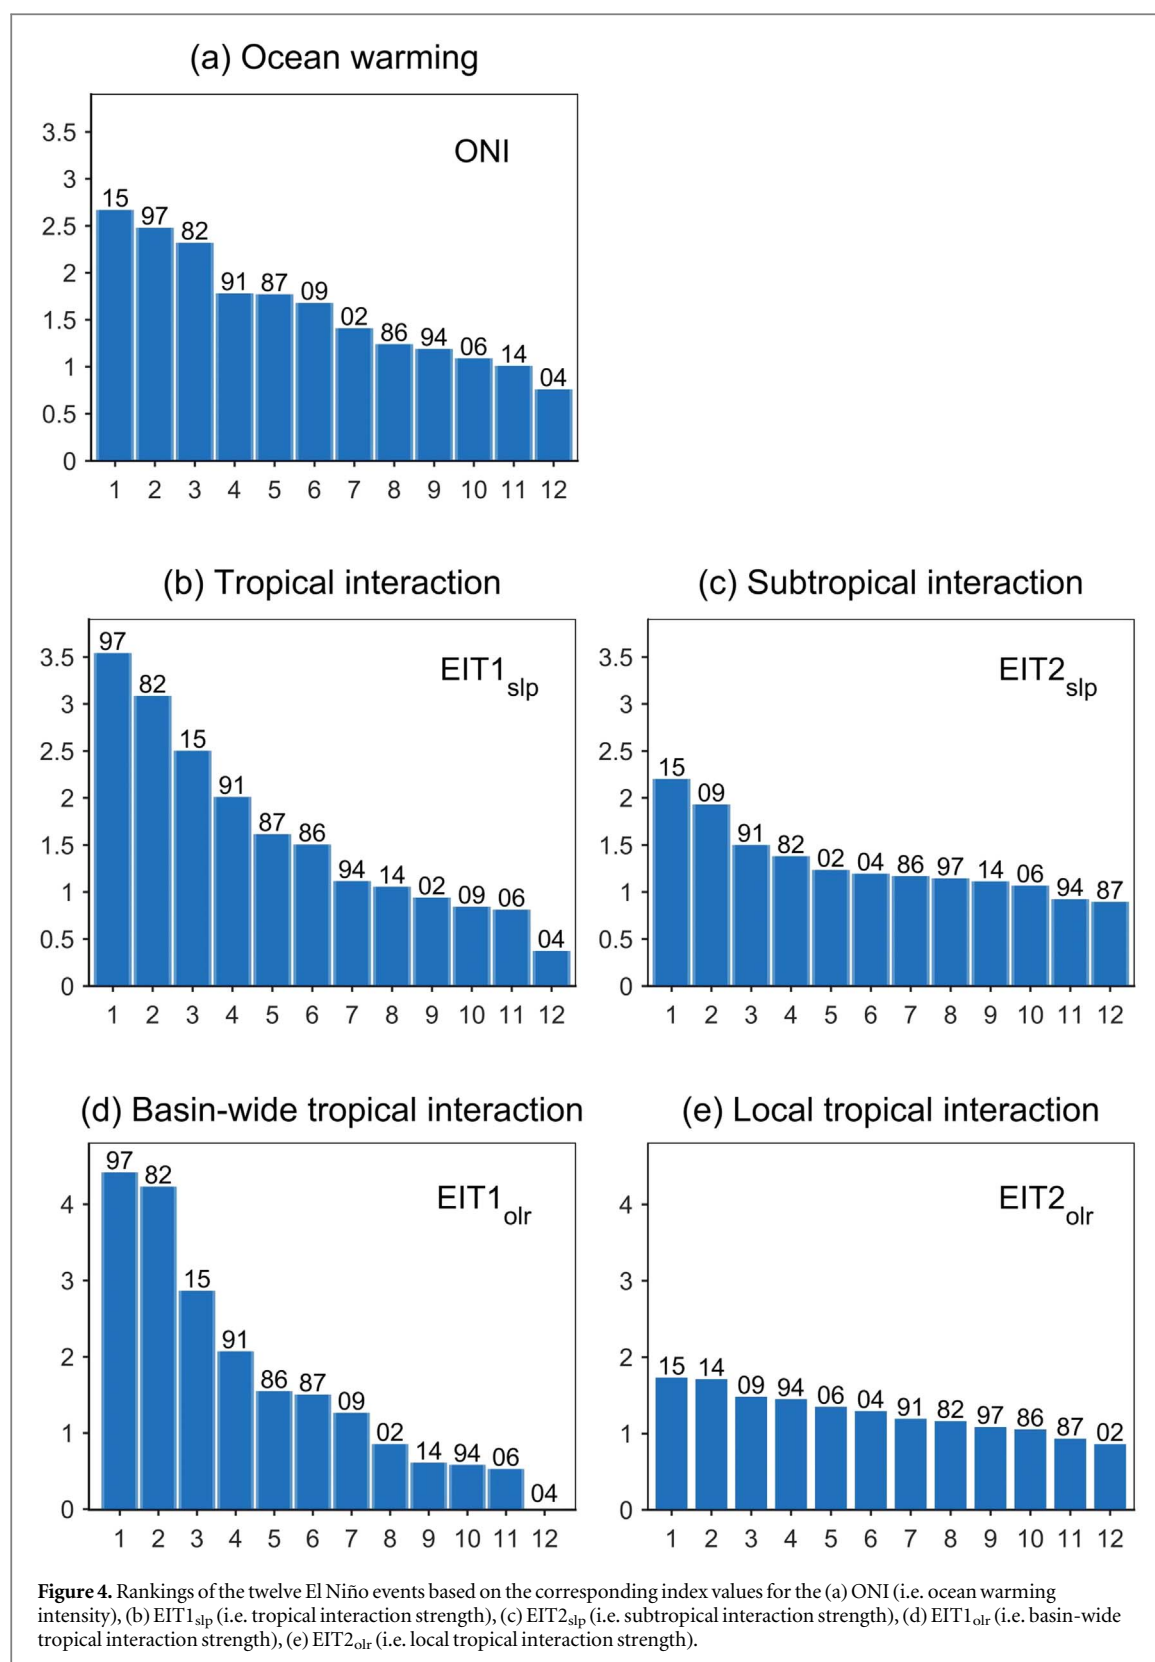 (a) Ocean warming
ONI
3.5
3
2.5
2
1.5
1
0.5
0
15 97 82 91 87 09 02 86 94 06 14 04
1 2 3 4 5 6 7 8 9 10 11 12
(b) Tropical interaction
EIT1slp
3.5
3
2.5
2
1.5
1
0.5
0
97 82 15 91 87 86 94 14 02 09 06 04
1 2 3 4 5 6 7 8 9 10 11 12
(c) Subtropical interaction
EIT2slp
3.5
3
2.5
2
1.5
1
0.5
0
15 09 91 82 02 04 86 97 14 06 94 87
1 2 3 4 5 6 7 8 9 10 11 12
(d) Basin-wide tropical interaction
EIT1olr
4
3
2
1
0
97 82 15 91 86 87 09 02 14 94 06 04
1 2 3 4 5 6 7 8 9 10 11 12
(e) Local tropical interaction
EIT2olr
4
3
2
1
0
15 14 09 94 06 04 91 82 97 86 87 02
1 2 3 4 5 6 7 8 9 10 11 12
Figure 4. Rankings of the twelve El Niño events based on the corresponding index values for the (a) ONI (i.e. ocean warming
intensity), (b) EIT1slp (i.e. tropical interaction strength), (c) EIT2slp (i.e. subtropical interaction strength), (d) EIT1olr (i.e. basin-wide
tropical interaction strength), (e) EIT2olr (i.e. local tropical interaction strength).